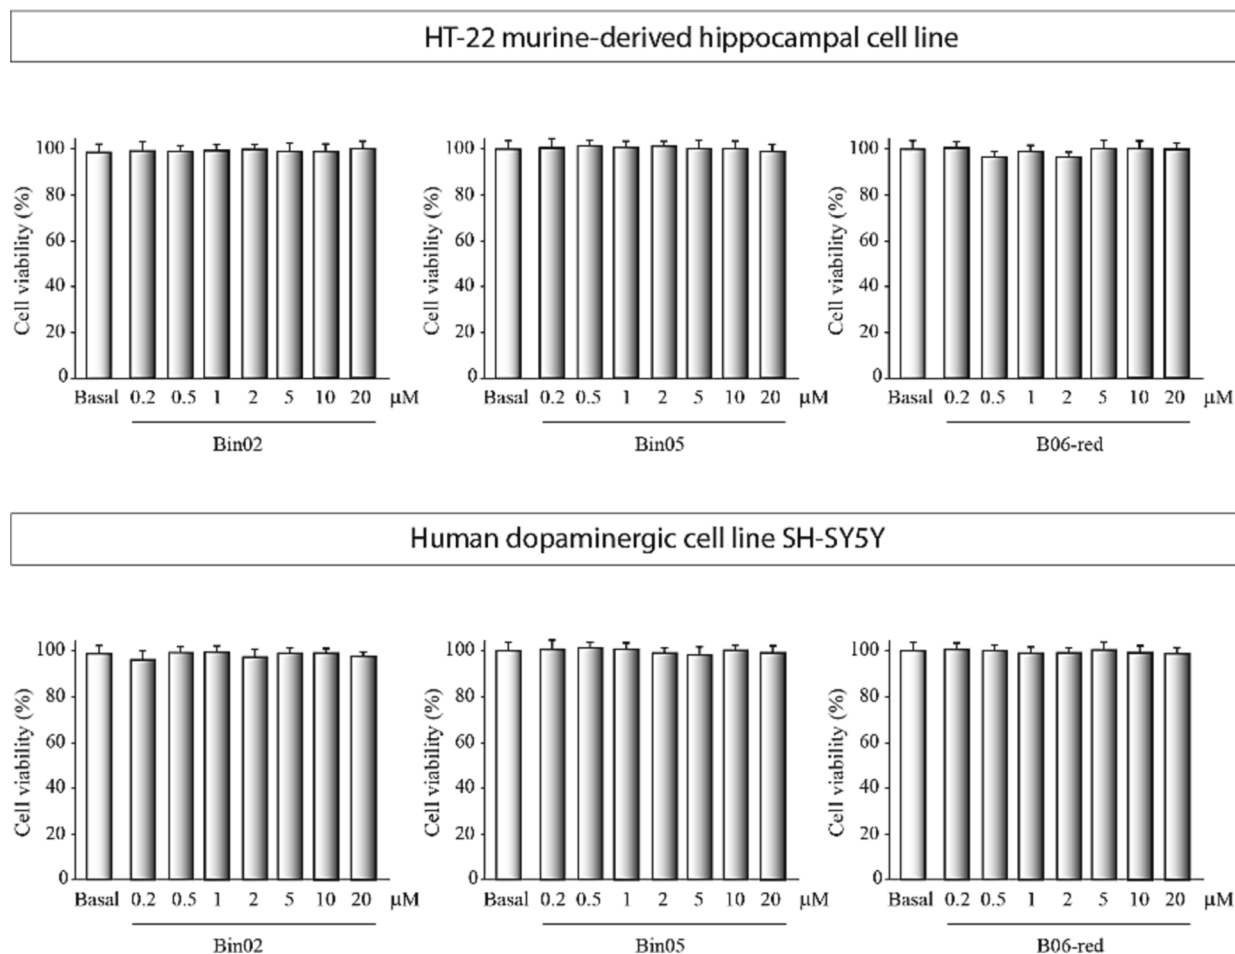 HT-22 murine-derived hippocampal cell line
100
80
60
40
20
0
Cell viability (%)
Basal 0.2 0.5 1 2 5 10 20 µM
Bin02
100
80
60
40
20
0
Cell viability (%)
Basal 0.2 0.5 1 2 5 10 20 µM
Bin05
100
80
60
40
20
0
Cell viability (%)
Basal 0.2 0.5 1 2 5 10 20 µM
B06-red
Human dopaminergic cell line SH-SY5Y
100
80
60
40
20
0
Cell viability (%)
Basal 0.2 0.5 1 2 5 10 20 µM
Bin02
100
80
60
40
20
0
Cell viability (%)
Basal 0.2 0.5 1 2 5 10 20 µM
Bin05
100
80
60
40
20
0
Cell viability (%)
Basal 0.2 0.5 1 2 5 10 20 µM
B06-red